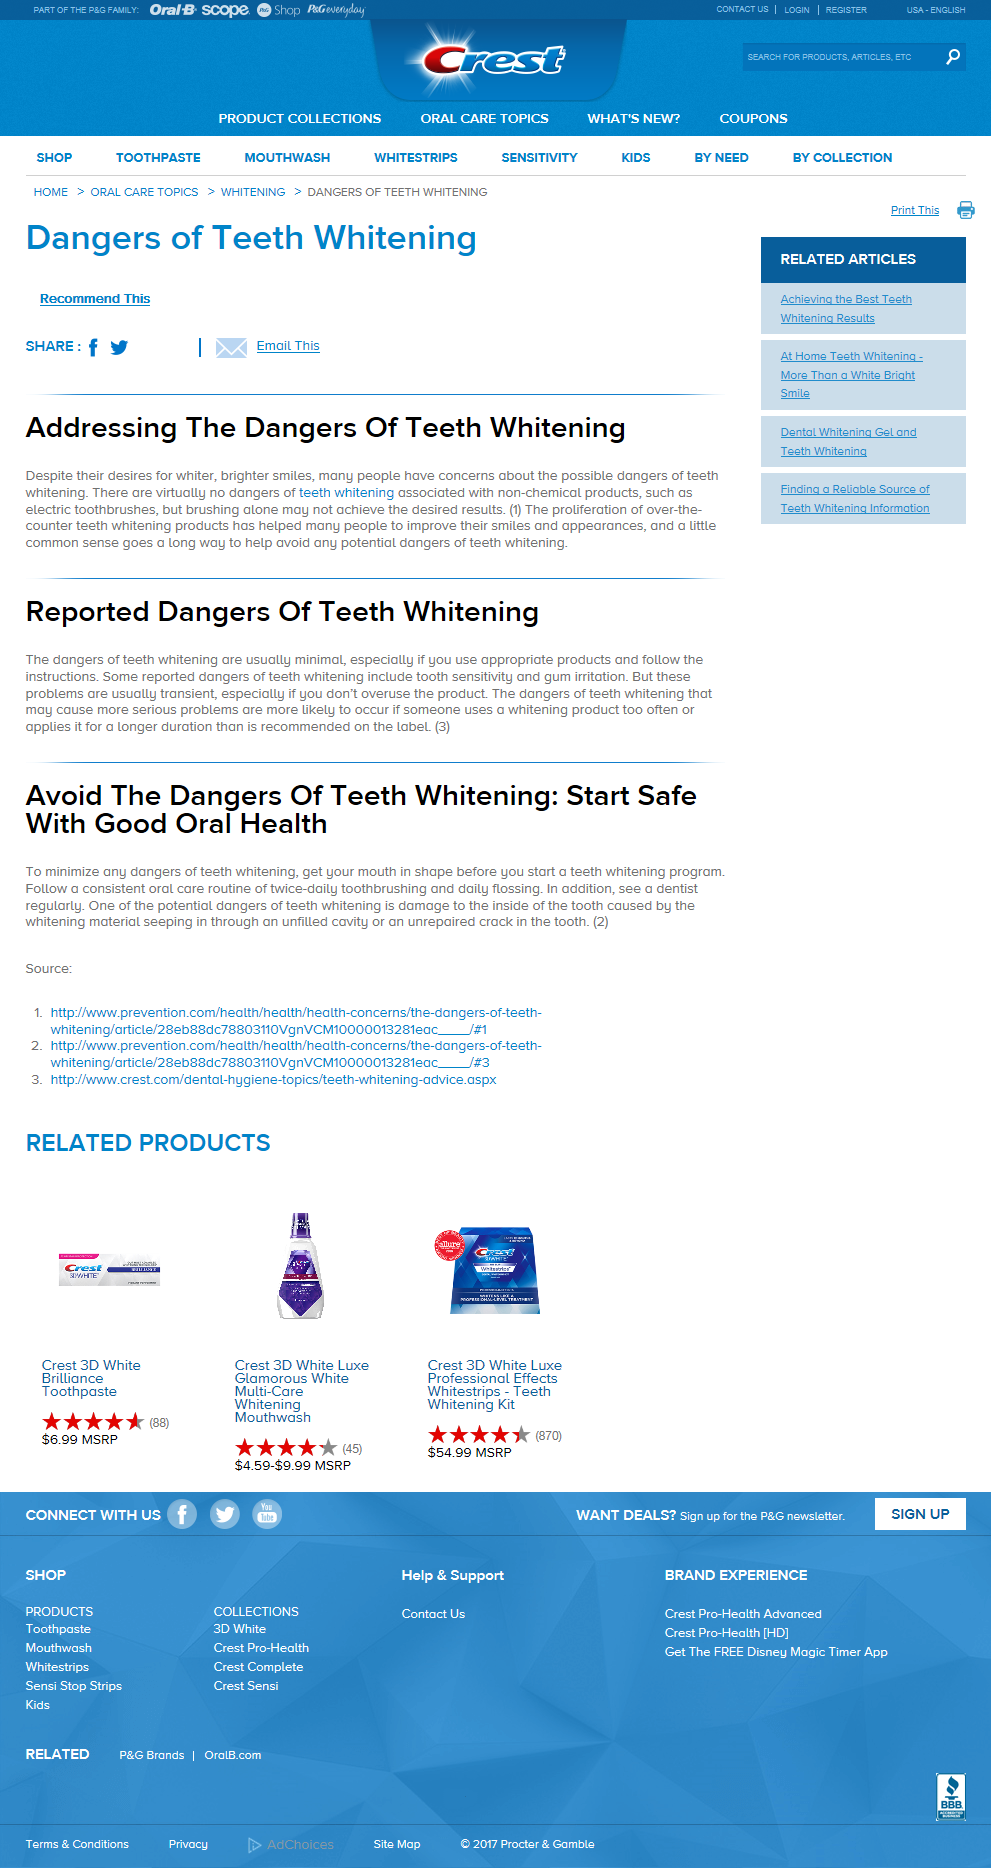 PART OF THE P&G FAMILY: Oral-B scope. P&G Shop P&G everyday
CONTACT US | LOGIN | REGISTER USA - ENGLISH
Crest
SEARCH FOR PRODUCTS, ARTICLES, ETC
PRODUCT COLLECTIONS ORAL CARE TOPICS WHAT'S NEW? COUPONS
SHOP TOOTHPASTE MOUTHWASH WHITESTRIPS SENSITIVITY KIDS BY NEED BY COLLECTION
HOME > ORAL CARE TOPICS > WHITENING > DANGERS OF TEETH WHITENING
Print This
Dangers of Teeth Whitening
Recommend This
SHARE : | Email This
RELATED ARTICLES
Achieving the Best Teeth
Whitening Results
At Home Teeth Whitening -
More Than a White Bright
Smile
Dental Whitening Gel and
Teeth Whitening
Finding a Reliable Source of
Teeth Whitening Information
Addressing The Dangers Of Teeth Whitening
Despite their desires for whiter, brighter smiles, many people have concerns about the possible dangers of teeth
whitening. There are virtually no dangers of teeth whitening associated with non-chemical products, such as
electric toothbrushes, but brushing alone may not achieve the desired results. (1) The proliferation of over-the-
counter teeth whitening products has helped many people to improve their smiles and appearances, and a little
common sense goes a long way to help avoid any potential dangers of teeth whitening.
Reported Dangers Of Teeth Whitening
The dangers of teeth whitening are usually minimal, especially if you use appropriate products and follow the
instructions. Some reported dangers of teeth whitening include tooth sensitivity and gum irritation. But these
problems are usually transient, especially if you don't overuse the product. The dangers of teeth whitening that
may cause more serious problems are more likely to occur if someone uses a whitening product too often or
applies it for a longer duration than is recommended on the label. (3)
Avoid The Dangers Of Teeth Whitening: Start Safe
With Good Oral Health
To minimize any dangers of teeth whitening, get your mouth in shape before you start a teeth whitening program.
Follow a consistent oral care routine of twice-daily toothbrushing and daily flossing. In addition, see a dentist
regularly. One of the potential dangers of teeth whitening is damage to the inside of the tooth caused by the
whitening material seeping in through an unfilled cavity or an unrepaired crack in the tooth. (2)
Source:
1. http://www.prevention.com/health/health/health-concerns/the-dangers-of-teeth-
whitening/article/28eb88dc78803110VgnVCM10000013281eac____/#1
2. http://www.prevention.com/health/health/health-concerns/the-dangers-of-teeth-
whitening/article/28eb88dc78803110VgnVCM10000013281eac____/#3
3. http://www.crest.com/dental-hygiene-topics/teeth-whitening-advice.aspx
RELATED PRODUCTS
Crest
3D WHITE
BRILLIANCE
allure
Crest
3D WHITE
Whitestrips
PROFESSIONAL-LEVEL TREATMENT
Crest 3D White
Brilliance
Toothpaste
(88)
$6.99 MSRP
Crest 3D White Luxe
Glamorous White
Multi-Care
Whitening
Mouthwash
(45)
$4.59-$9.99 MSRP
Crest 3D White Luxe
Professional Effects
Whitestrips - Teeth
Whitening Kit
(870)
$54.99 MSRP
CONNECT WITH US You Tube
WANT DEALS? Sign up for the P&G newsletter. SIGN UP
SHOP
PRODUCTS
Toothpaste
Mouthwash
Whitestrips
Sensi Stop Strips
Kids
COLLECTIONS
3D White
Crest Pro-Health
Crest Complete
Crest Sensi
Help & Support
Contact Us
BRAND EXPERIENCE
Crest Pro-Health Advanced
Crest Pro-Health [HD]
Get The FREE Disney Magic Timer App
RELATED P&G Brands | OralB.com
BBB
ACCREDITED
BUSINESS
Terms & Conditions Privacy AdChoices Site Map © 2017 Procter & Gamble